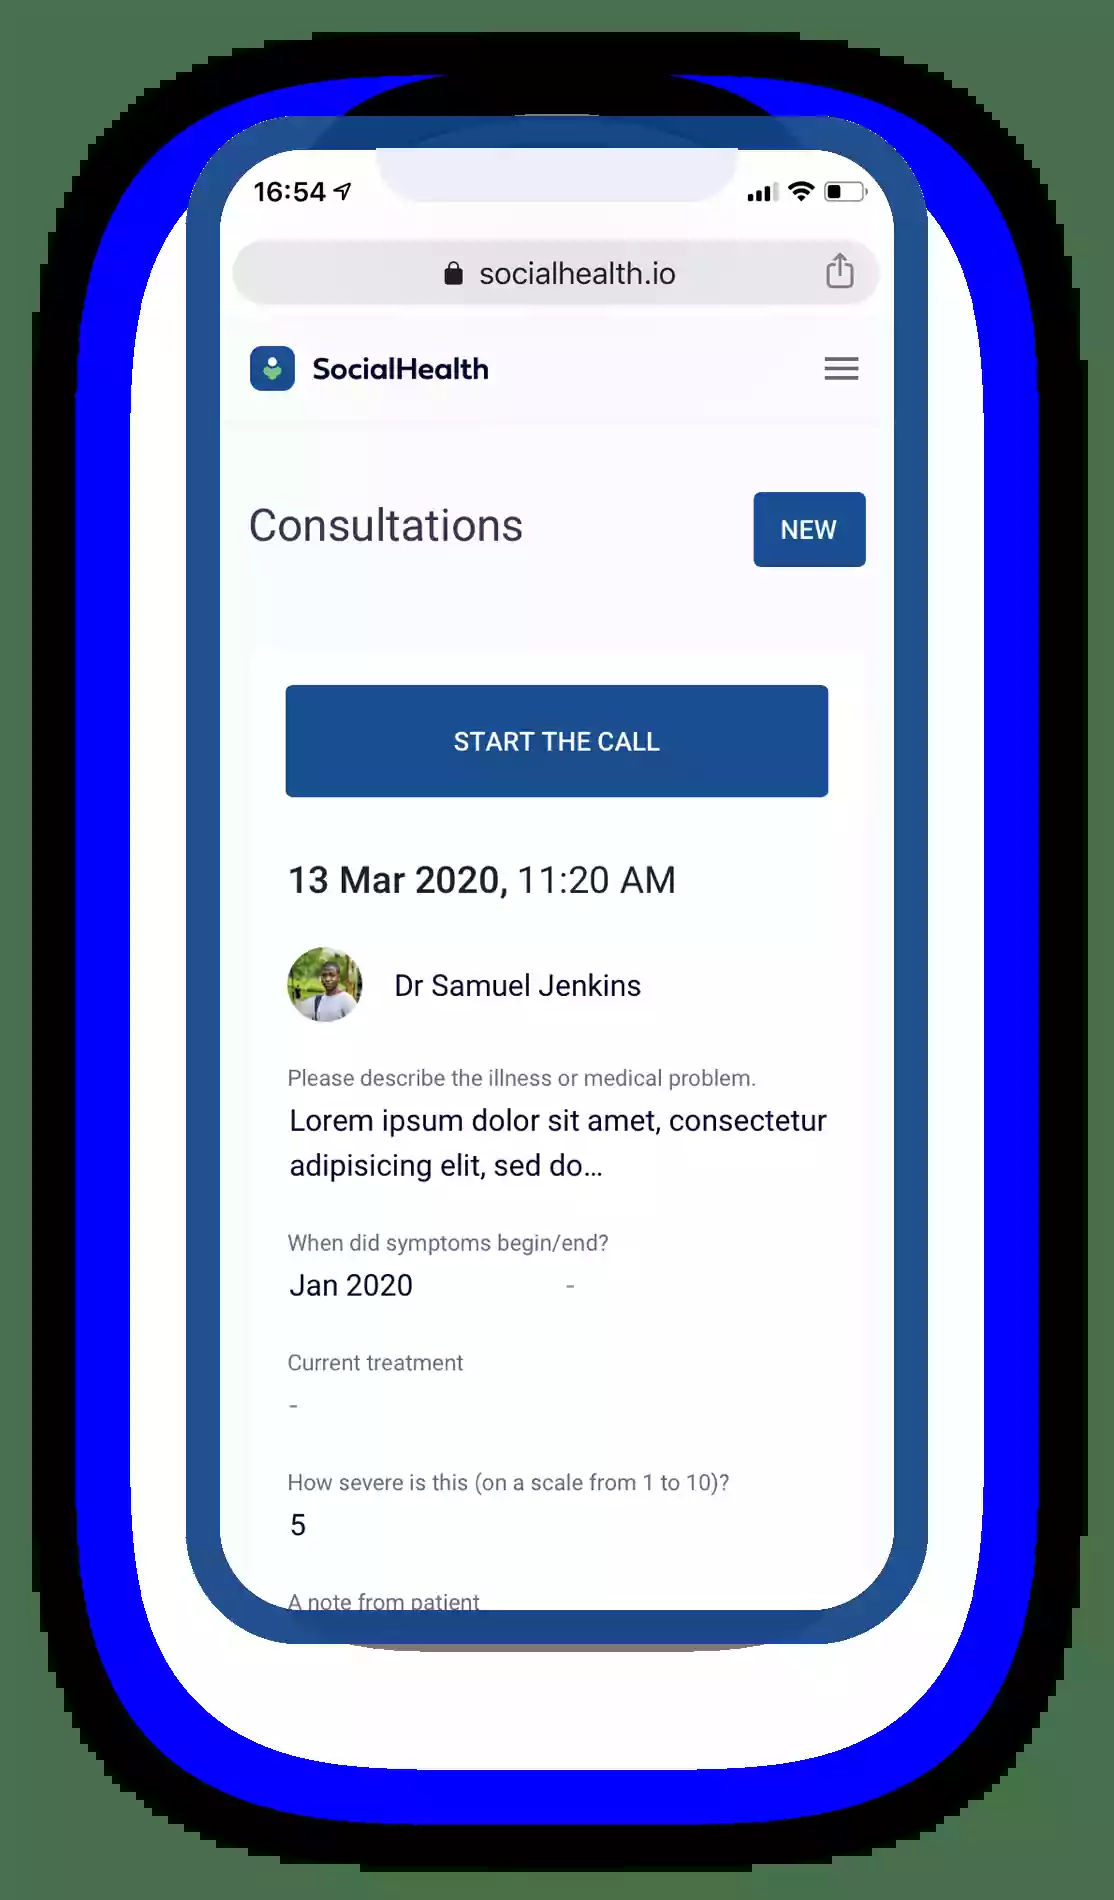 16:54
socialhealth.io
SocialHealth
Consultations
NEW
START THE CALL
13 Mar 2020, 11:20 AM
Dr Samuel Jenkins
Please describe the illness or medical problem.
Lorem ipsum dolor sit amet, consectetur
adipisicing elit, sed do...
When did symptoms begin/end?
Jan 2020 -
Current treatment
-
How severe is this (on a scale from 1 to 10)?
5
A note from patient